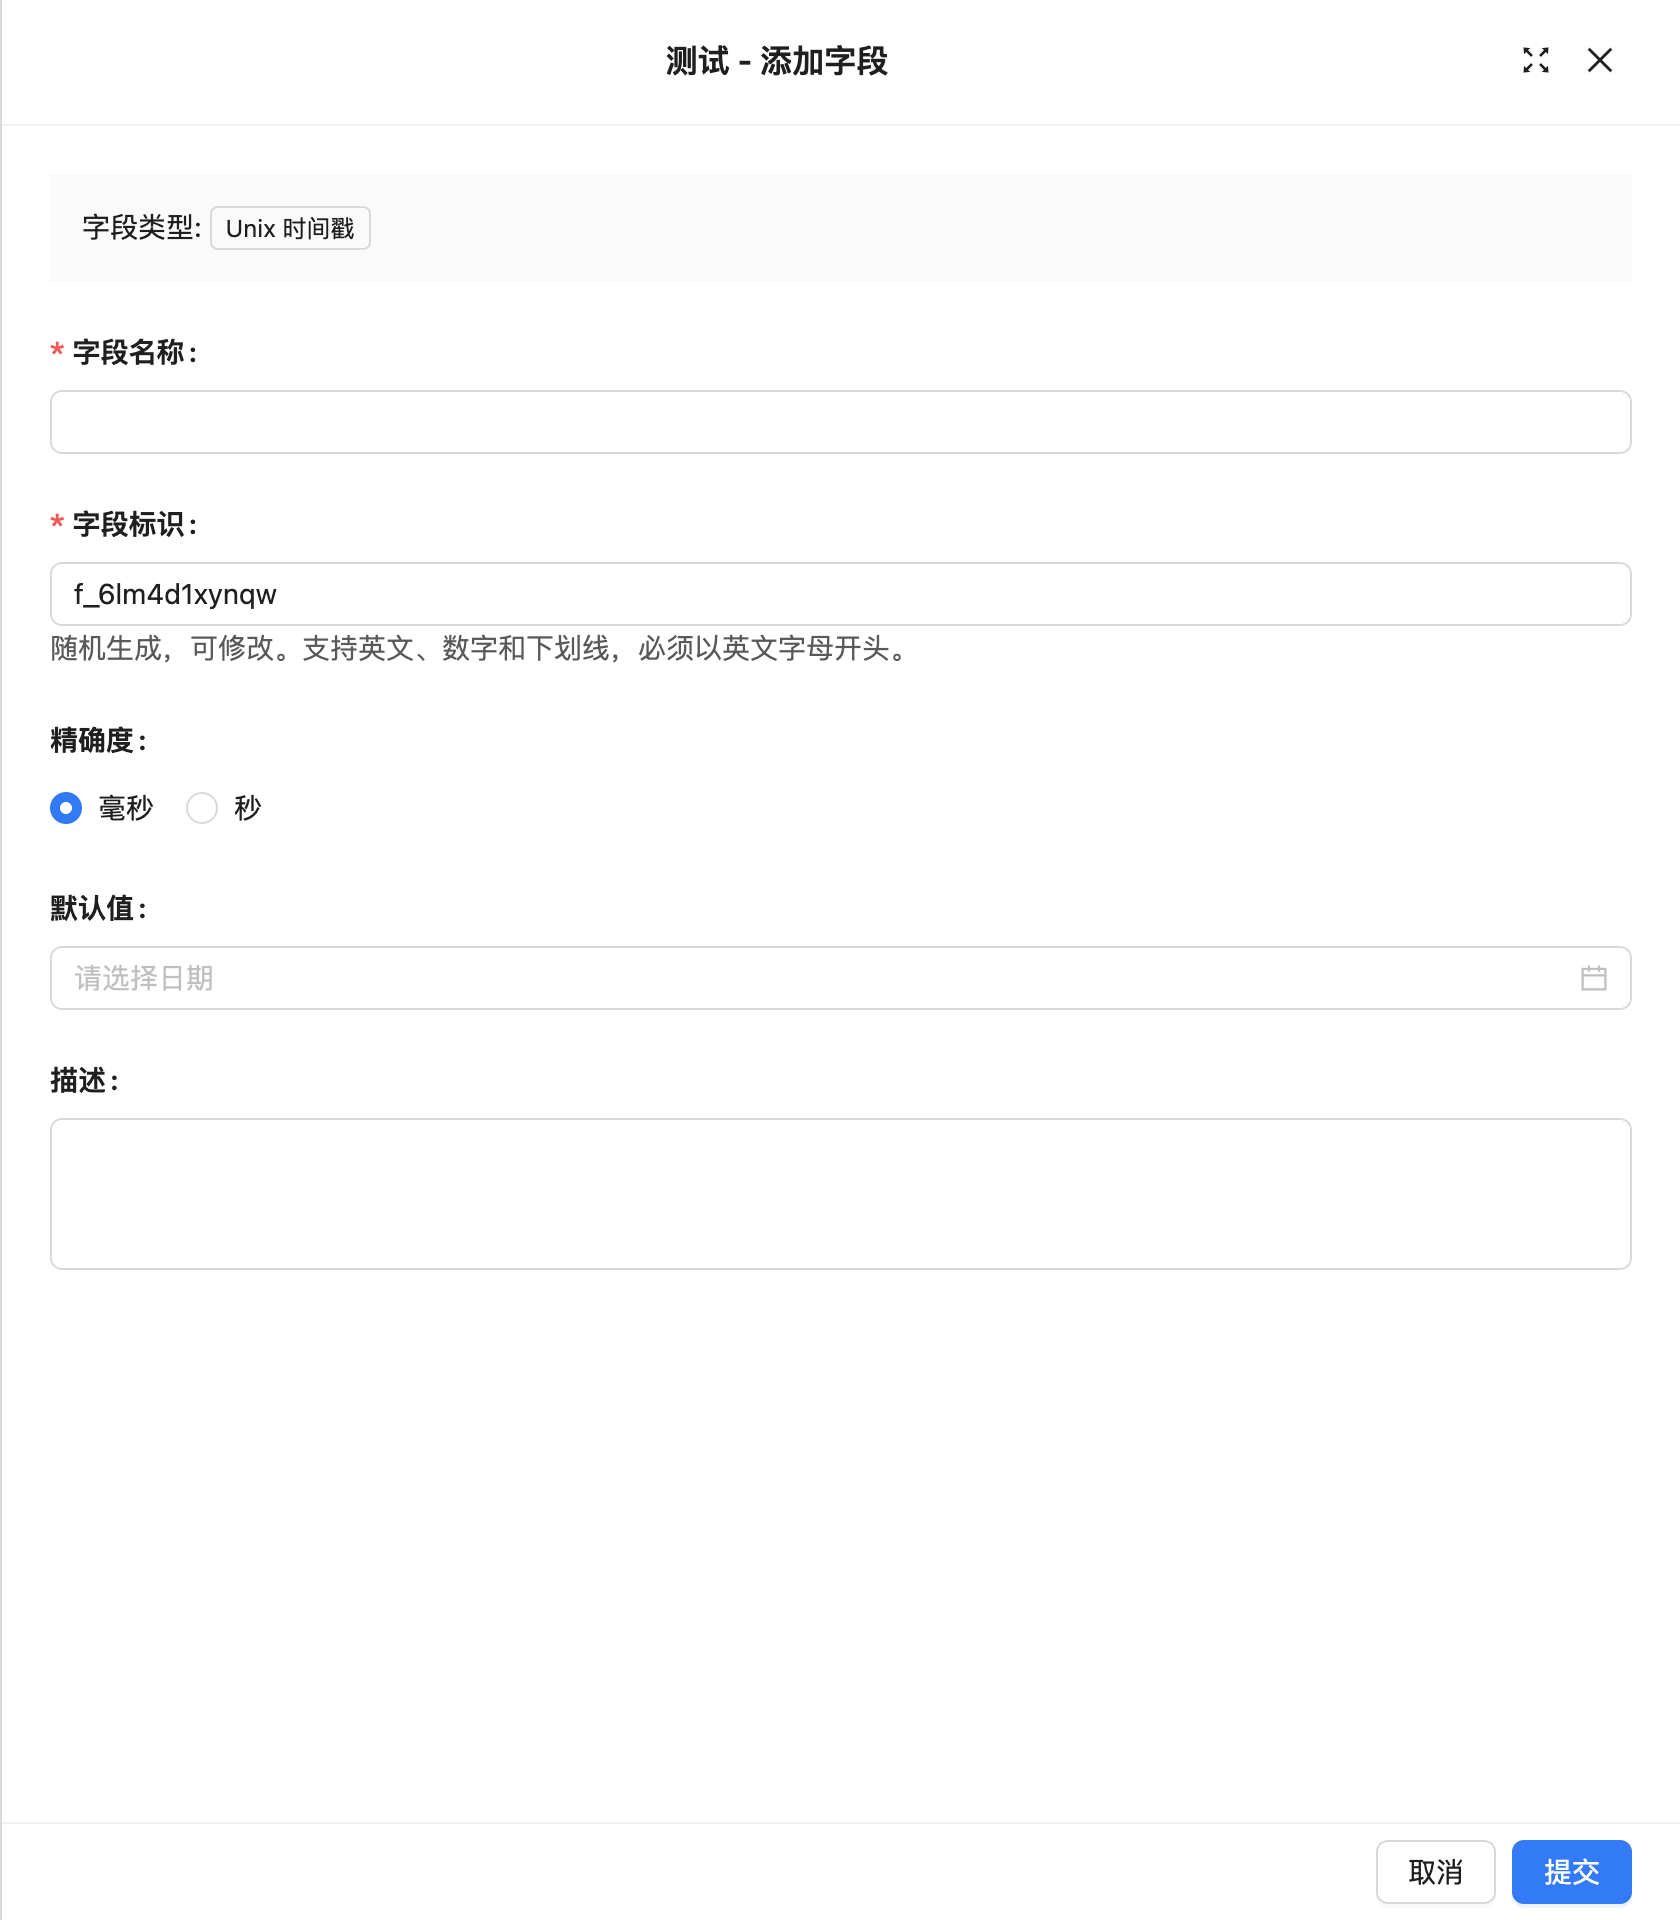 测试 - 添加字段
字段类型: Unix 时间戳
* 字段名称:
* 字段标识:
f_6lm4d1xynqw
随机生成，可修改。支持英文、数字和下划线，必须以英文字母开头。
精确度:
毫秒 秒
默认值:
请选择日期
描述:
取消 提交